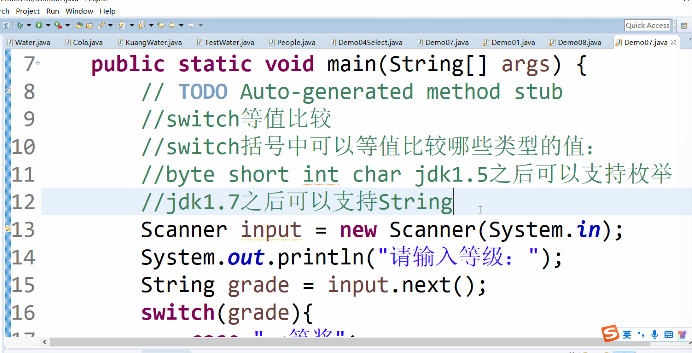 rch Project Run Window Help
Quick Access
Water.java Cola.java KuangWater.java TestWater.java People.java Demo04Select.java Demo07.java Demo01.java Demo08.java Demo07.java
7 public static void main(String[] args) {
8 // TODO Auto-generated method stub
9 //switch等值比较
10 //switch括号中可以等值比较哪些类型的值:
11 //byte short int char jdk1.5之后可以支持枚举
12 //jdk1.7之后可以支持String
13 Scanner input = new Scanner(System.in);
14 System.out.println("请输入等级: ");
15 String grade = input.next();
16 switch(grade){
英